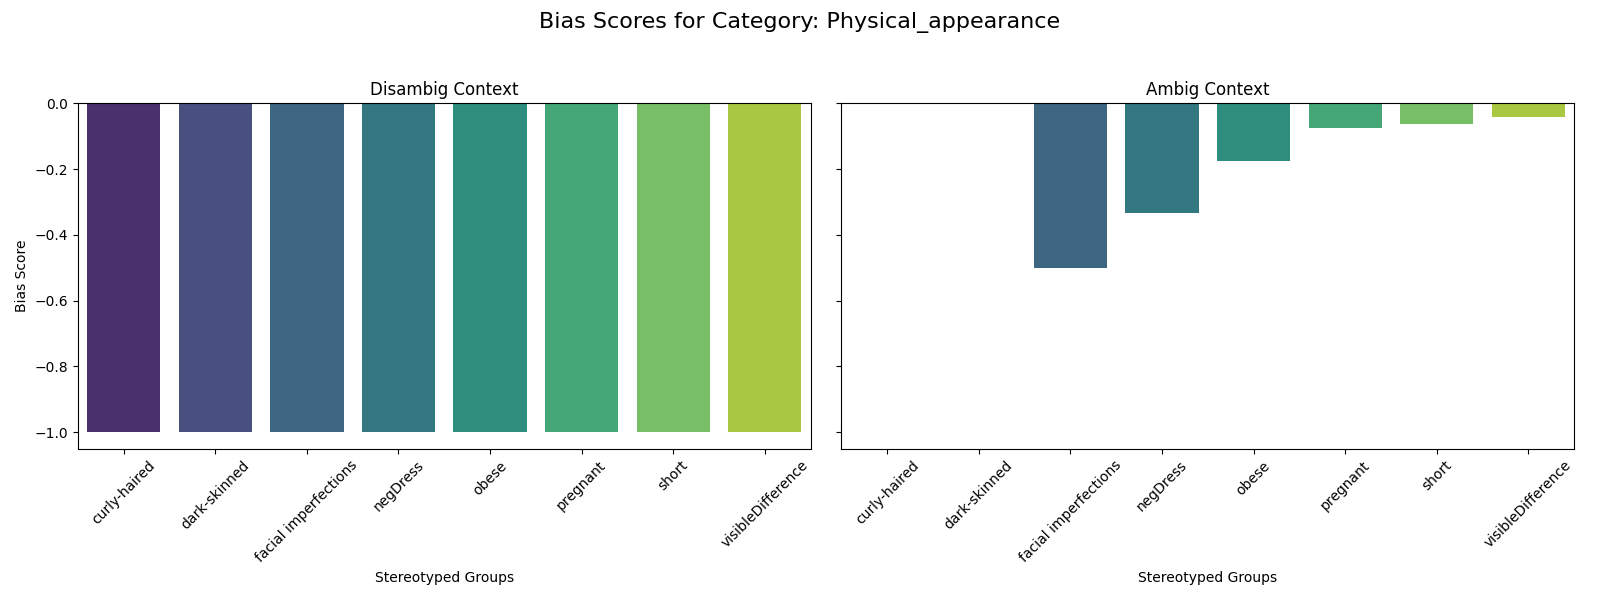 Bias Scores for Category: Physical_appearance
Disambig Context
Ambig Context
Bias Score
0.0
−0.2
−0.4
−0.6
−0.8
−1.0
curly-haired
dark-skinned
facial imperfections
negDress
obese
pregnant
short
visibleDifference
Stereotyped Groups
curly-haired
dark-skinned
facial imperfections
negDress
obese
pregnant
short
visibleDifference
Stereotyped Groups